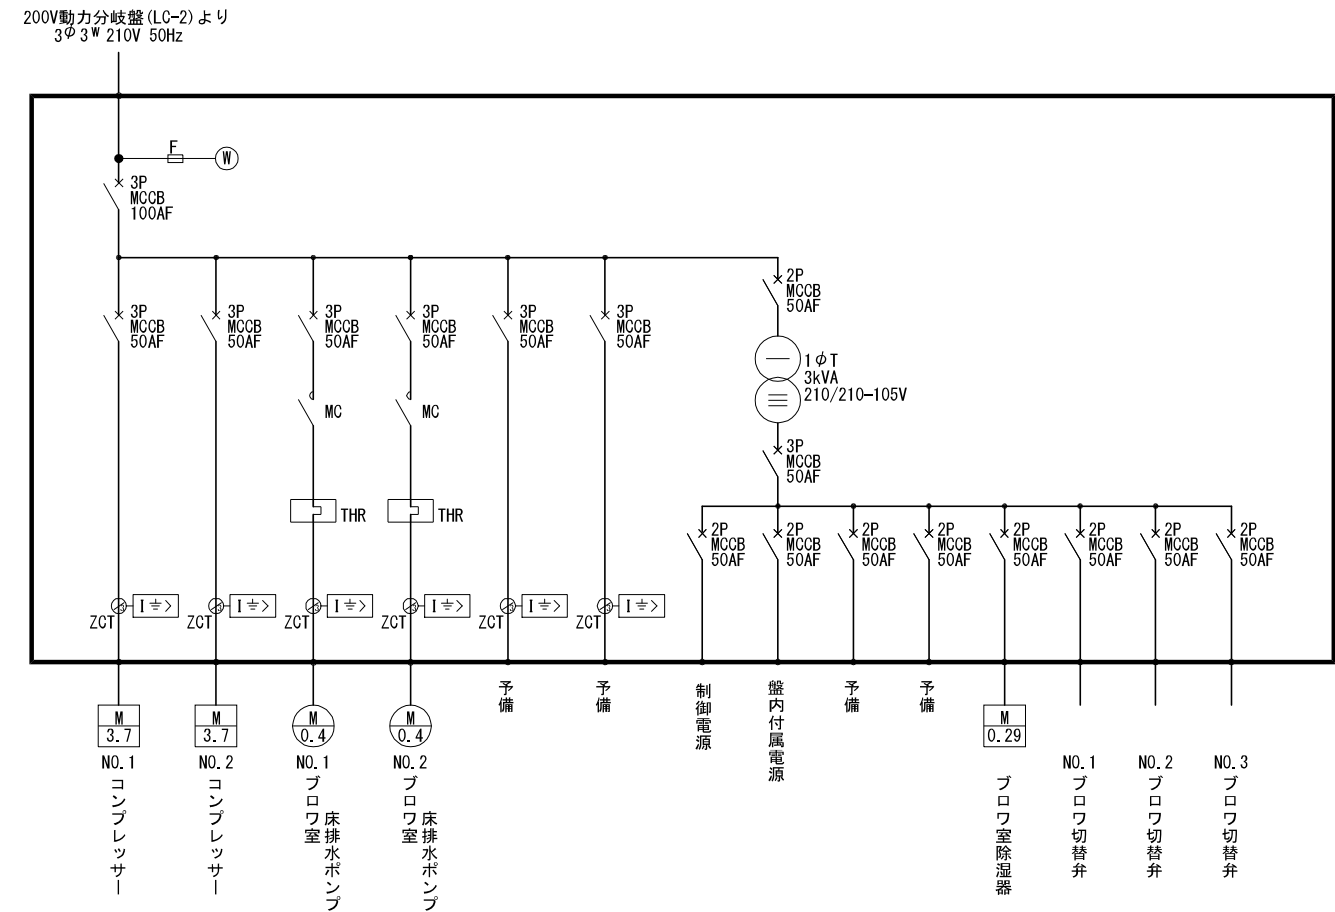 200V動力分岐盤(LC-2)より
3φ3W 210V 50Hz
F
W
3P
MCCB
100AF
3P
MCCB
50AF
3P
MCCB
50AF
3P
MCCB
50AF
3P
MCCB
50AF
3P
MCCB
50AF
3P
MCCB
50AF
2P
MCCB
50AF
1φT
3kVA
210/210-105V
MC
MC
3P
MCCB
50AF
THR
THR
2P
MCCB
50AF
2P
MCCB
50AF
2P
MCCB
50AF
2P
MCCB
50AF
2P
MCCB
50AF
2P
MCCB
50AF
2P
MCCB
50AF
2P
MCCB
50AF
ZCT
I>
ZCT
I>
ZCT
I>
ZCT
I>
ZCT
I>
ZCT
I>
M
3.7
NO.1
コンプレッサー
M
3.7
NO.2
コンプレッサー
M
0.4
NO.1
ブロワ室
床排水ポンプ
M
0.4
NO.2
ブロワ室
床排水ポンプ
予備
予備
制御電源
盤内付属電源
予備
予備
M
0.29
ブロワ室除湿器
NO.1
ブロワ切替弁
NO.2
ブロワ切替弁
NO.3
ブロワ切替弁